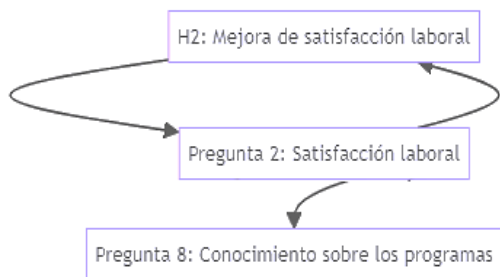 H2: Mejora de satisfacción laboral
Pregunta 2: Satisfacción laboral
Pregunta 8: Conocimiento sobre los programas